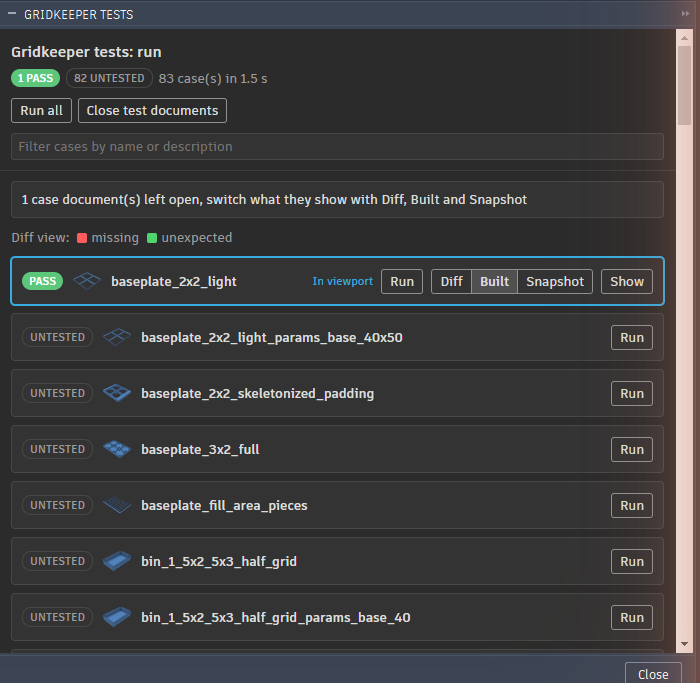 GRIDKEEPER TESTS
Gridkeeper tests: run
1 PASS 82 UNTESTED 83 case(s) in 1.5 s
Run all Close test documents
Filter cases by name or description
1 case document(s) left open, switch what they show with Diff, Built and Snapshot
Diff view: missing unexpected
PASS baseplate_2x2_light In viewport Run Diff Built Snapshot Show
UNTESTED baseplate_2x2_light_params_base_40x50 Run
UNTESTED baseplate_2x2_skeletonized_padding Run
UNTESTED baseplate_3x2_full Run
UNTESTED baseplate_fill_area_pieces Run
UNTESTED bin_1_5x2_5x3_half_grid Run
UNTESTED bin_1_5x2_5x3_half_grid_params_base_40 Run
Close